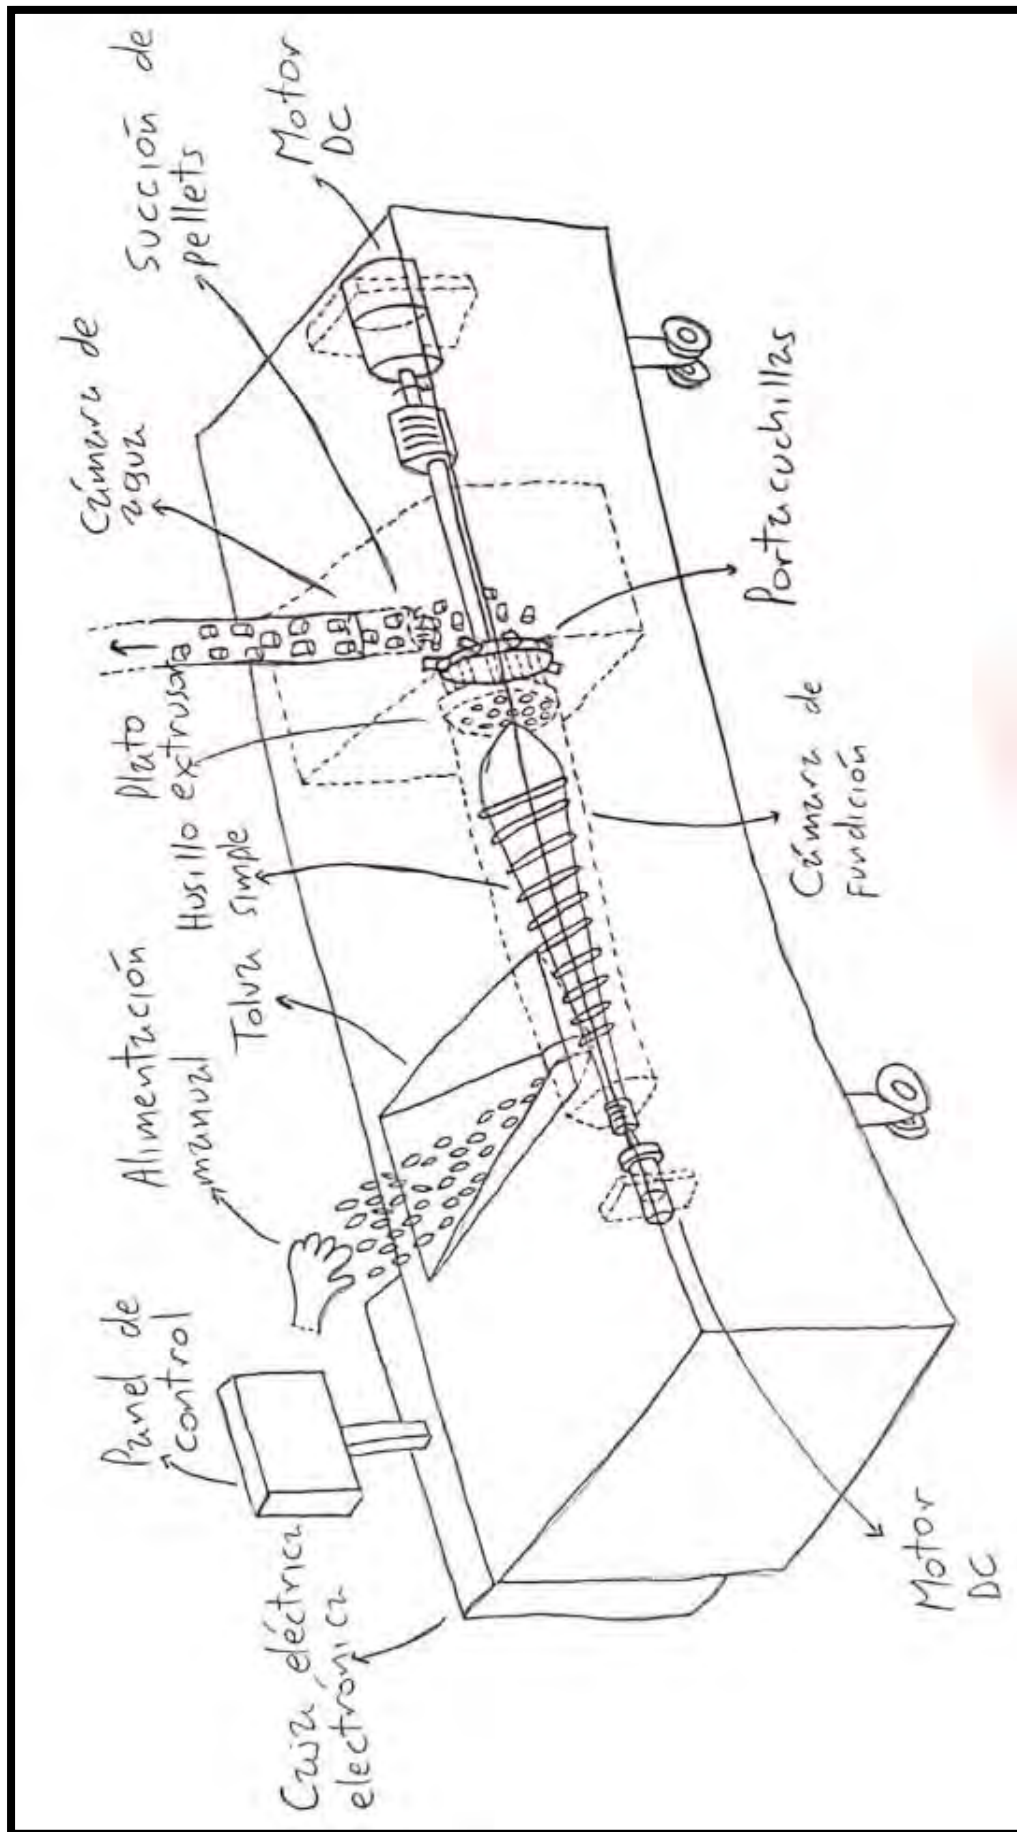 Caja eléctrica
electrónica
Panel de
control
Alimentación
manual
Tolva
Husillo
simple
Plato
extrusora
Cámara de
agua
Succión de
pellets
Motor
DC
Motor
DC
Cámara de
fundición
Portacuchillas